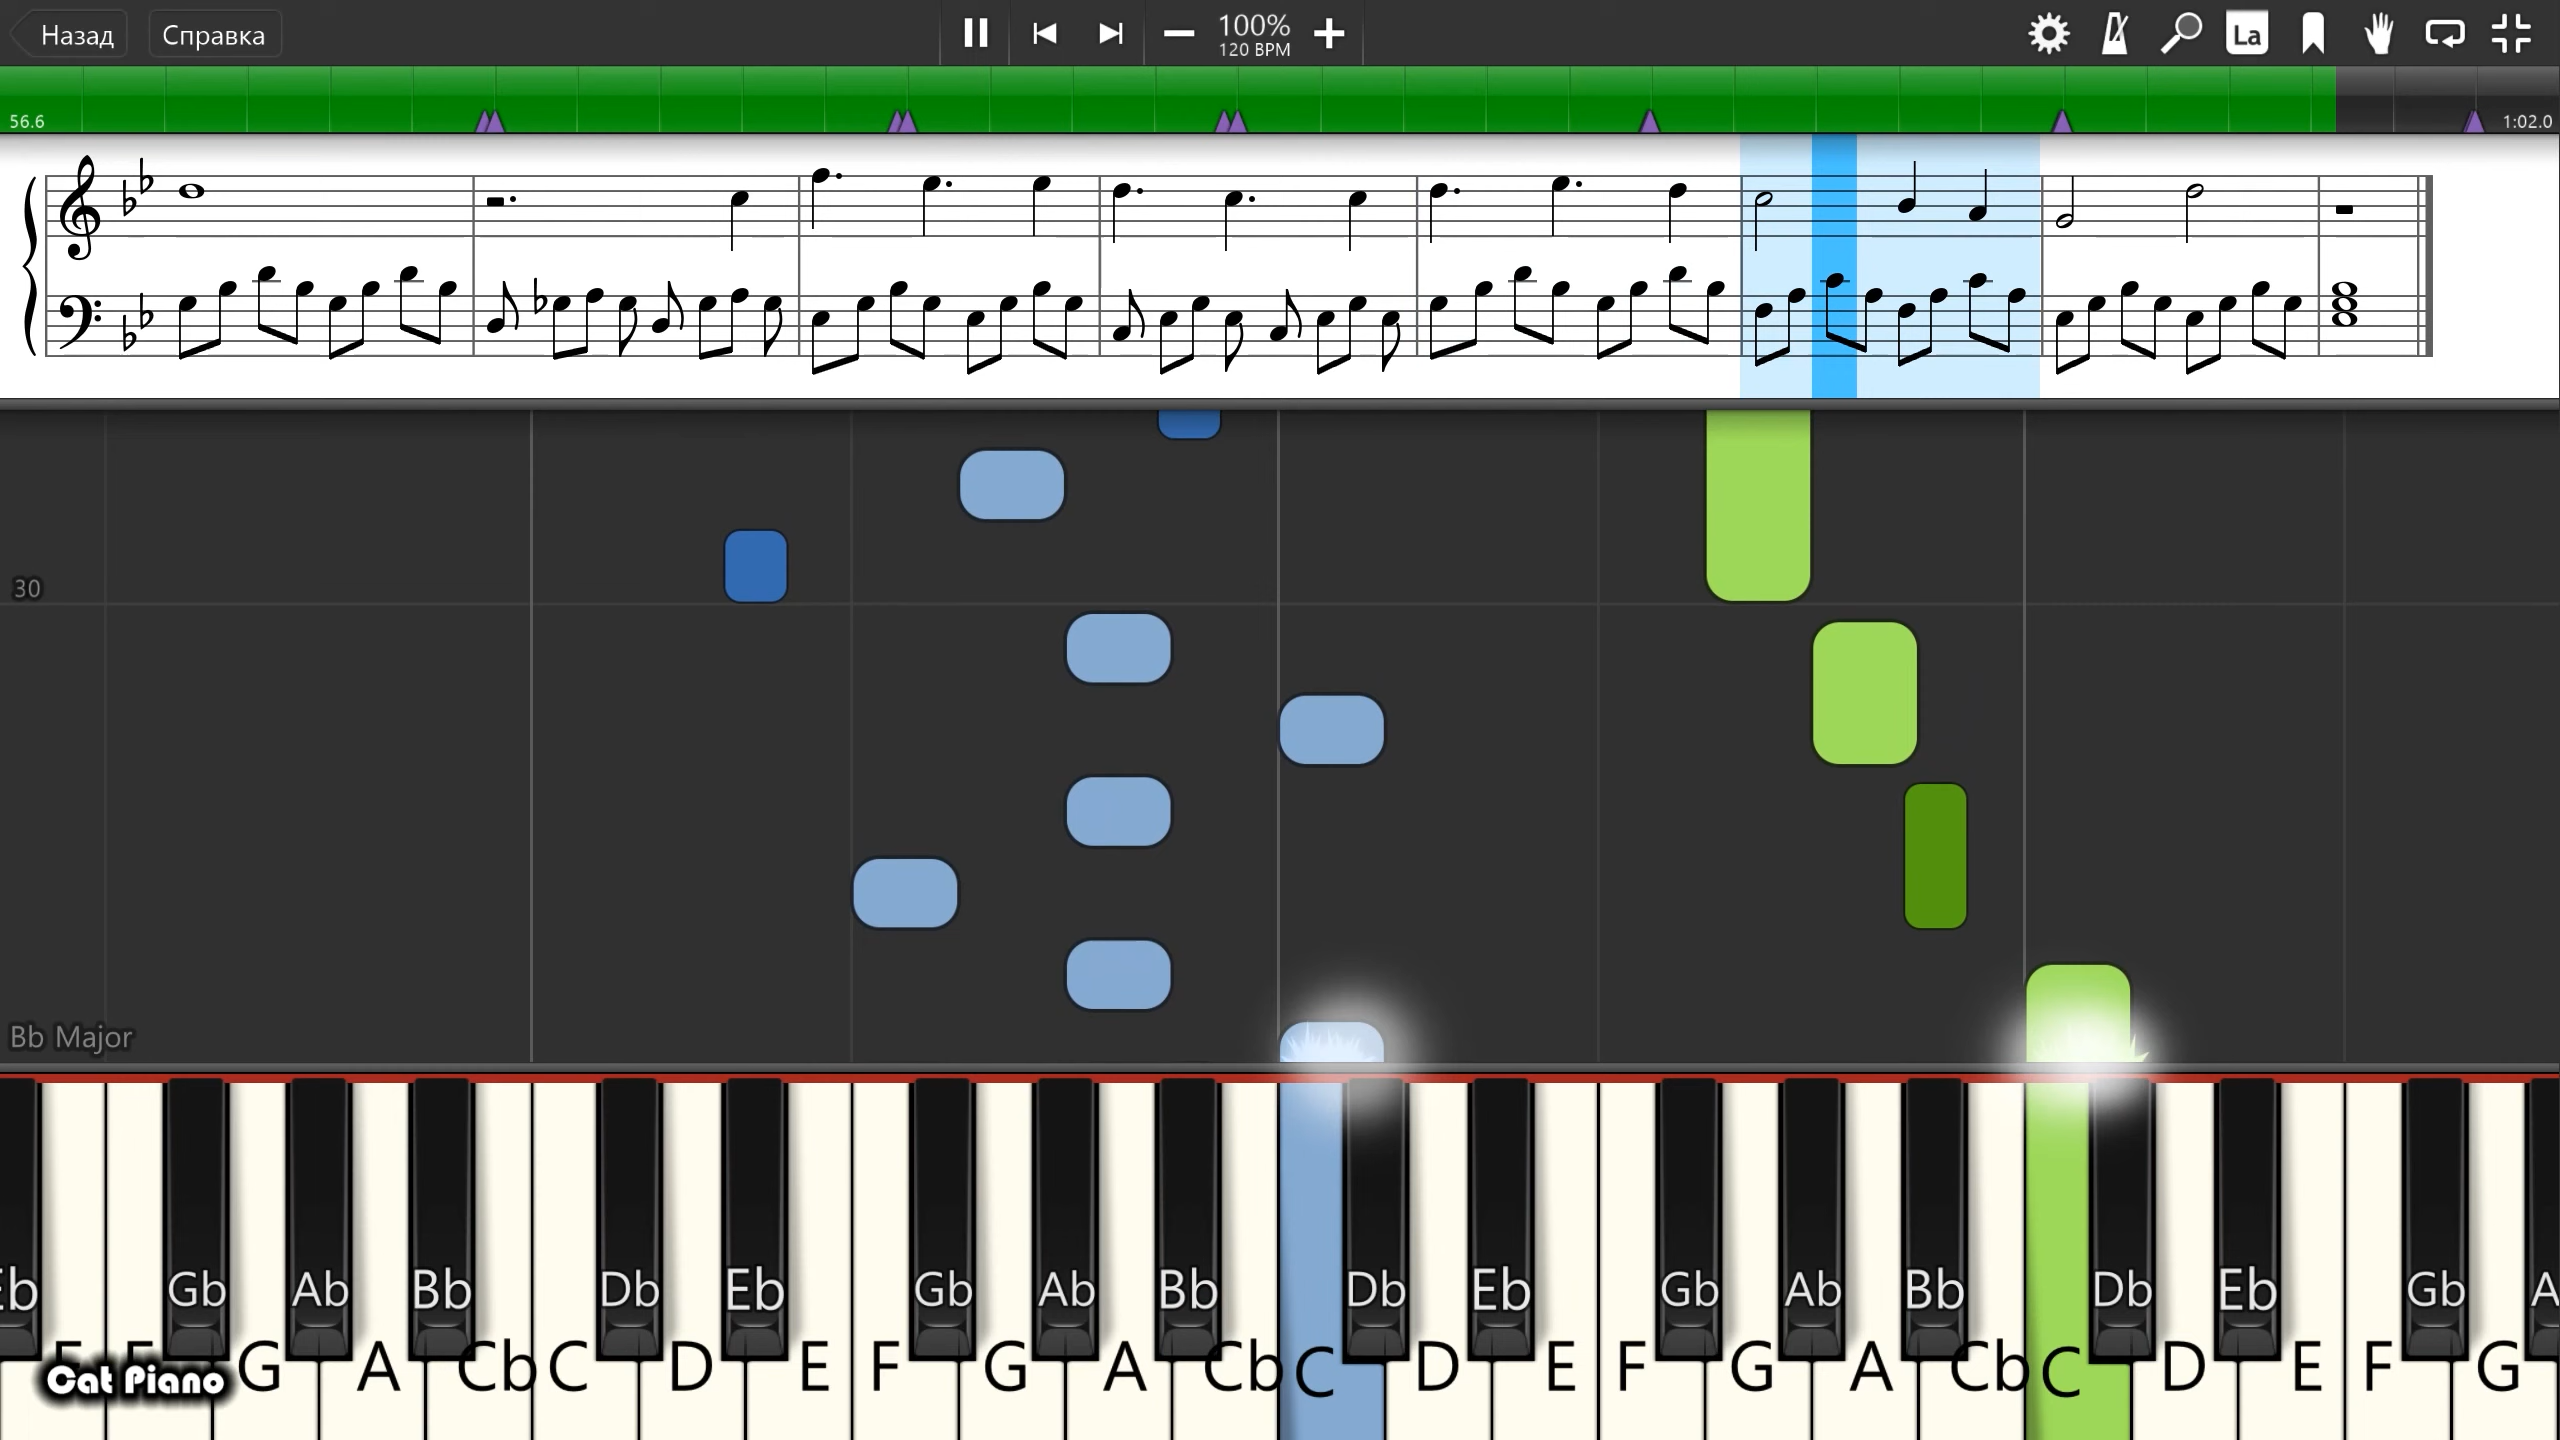 Назад Справка
100%
120 BPM
La
56.6 1:02.0
30
Bb Major
Eb Gb Ab Bb Db Eb Gb Ab Bb Db Eb Gb Ab Bb Db Eb Gb A
F F G A Cb C D E F G A Cb C D E F G A Cb C D E F G
Cat Piano